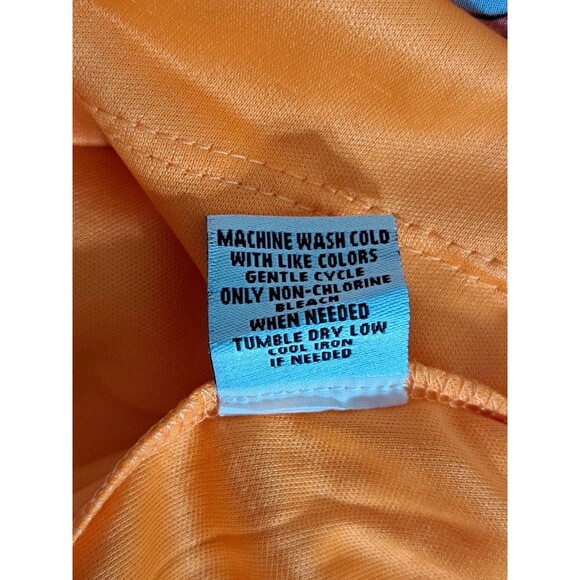 MACHINE WASH COLD
WITH LIKE COLORS
GENTLE CYCLE
ONLY NON-CHLORINE
BLEACH
WHEN NEEDED
TUMBLE DRY LOW
COOL IRON
IF NEEDED